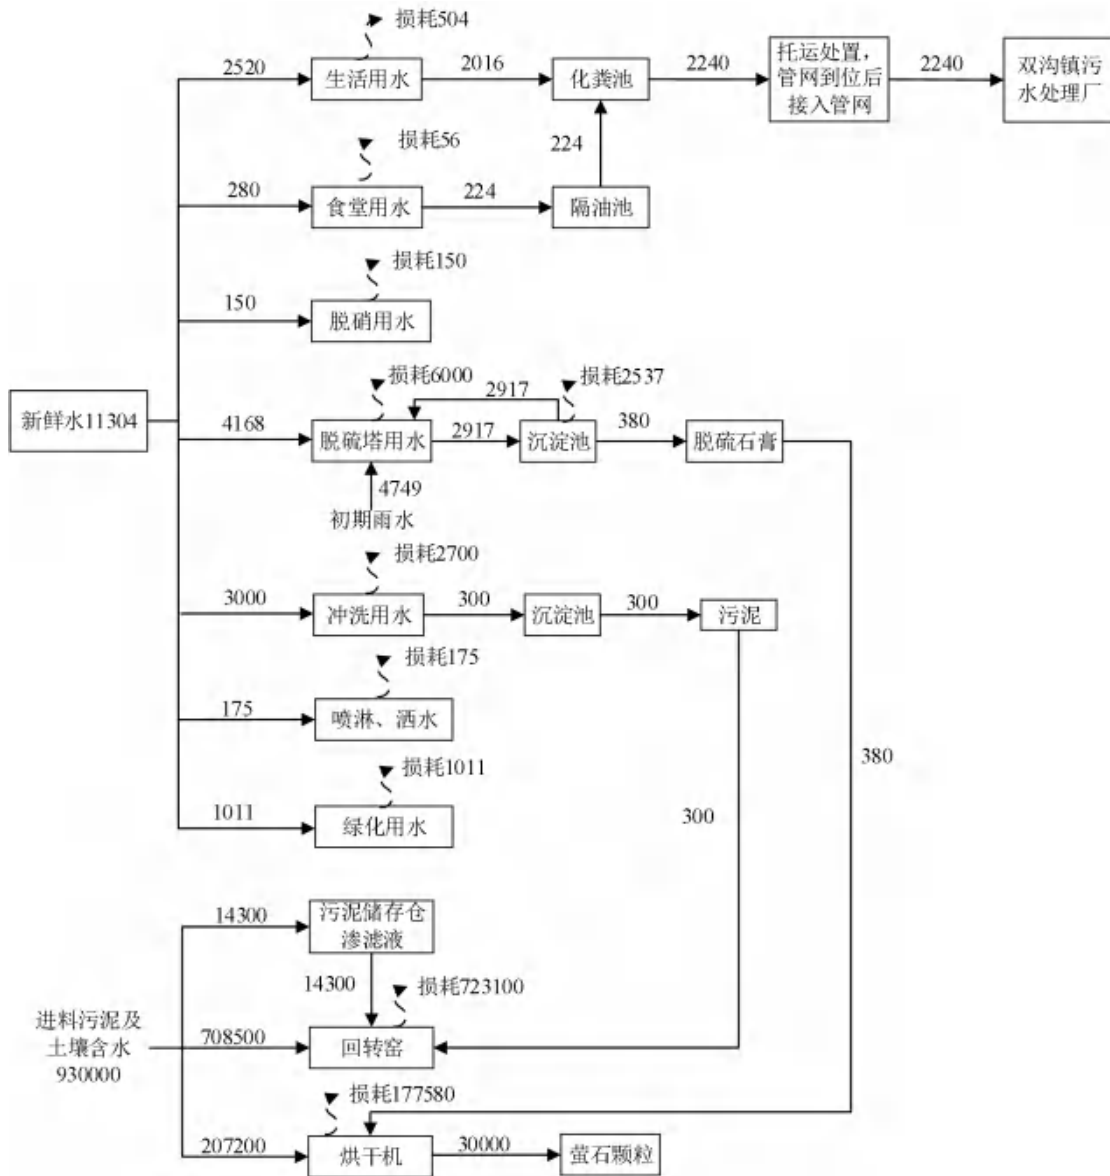 损耗504
2520
生活用水
2016
化粪池
2240
托运处置，
管网到位后
接入管网
2240
双沟镇污
水处理厂
损耗56
224
280
食堂用水
224
隔油池
损耗150
150
脱硝用水
新鲜水11304
损耗6000
2917
损耗2537
4168
脱硫塔用水
2917
沉淀池
380
脱硫石膏
4749
初期雨水
损耗2700
3000
冲洗用水
300
沉淀池
300
污泥
损耗175
175
喷淋、洒水
380
损耗1011
1011
绿化用水
300
14300
污泥储存仓
渗滤液
14300
损耗723100
进料污泥及
土壤含水
930000
708500
回转窑
损耗177580
207200
烘干机
30000
萤石颗粒